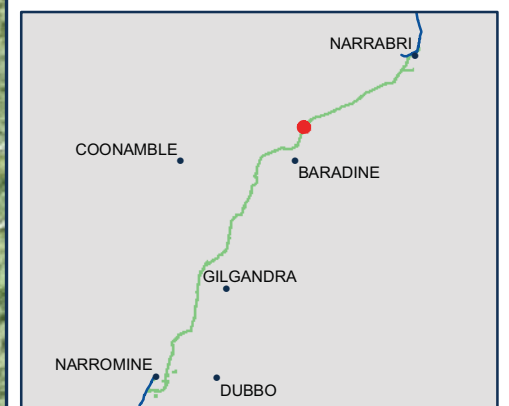 NARRABRI
COONAMBLE
BARADINE
GILGANDRA
NARROMINE
DUBBO